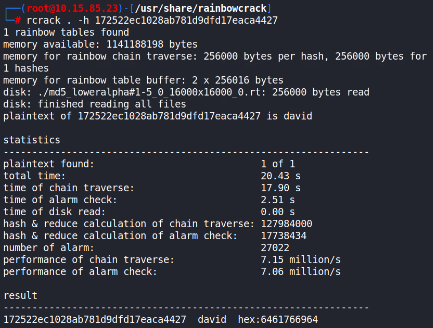 (root@10.15.85.23)-[/usr/share/rainbowcrack]
# rcrack . -h 172522ec1028ab781d9dfd17eaca4427
1 rainbow tables found
memory available: 1141188198 bytes
memory for rainbow chain traverse: 256000 bytes per hash, 256000 bytes for
1 hashes
memory for rainbow table buffer: 2 x 256016 bytes
disk: ./md5_loweralpha#1-5_0_16000x16000_0.rt: 256000 bytes read
disk: finished reading all files
plaintext of 172522ec1028ab781d9dfd17eaca4427 is david
statistics
----------------------------------------------------------------
plaintext found: 1 of 1
total time: 20.43 s
time of chain traverse: 17.90 s
time of alarm check: 2.51 s
time of disk read: 0.00 s
hash & reduce calculation of chain traverse: 127984000
hash & reduce calculation of alarm check: 17738434
number of alarm: 27022
performance of chain traverse: 7.15 million/s
performance of alarm check: 7.06 million/s
result
----------------------------------------------------------------
172522ec1028ab781d9dfd17eaca4427 david hex:6461766964